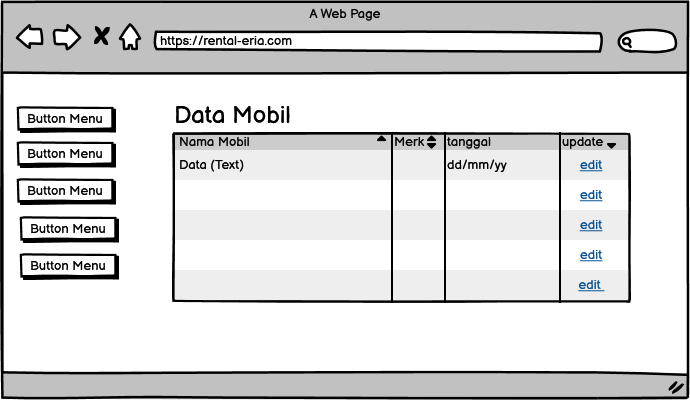 A Web Page
https://rental-eria.com
Button Menu
Button Menu
Button Menu
Button Menu
Button Menu
Data Mobil
Nama Mobil Merk tanggal update
Data (Text) dd/mm/yy edit
edit
edit
edit
edit